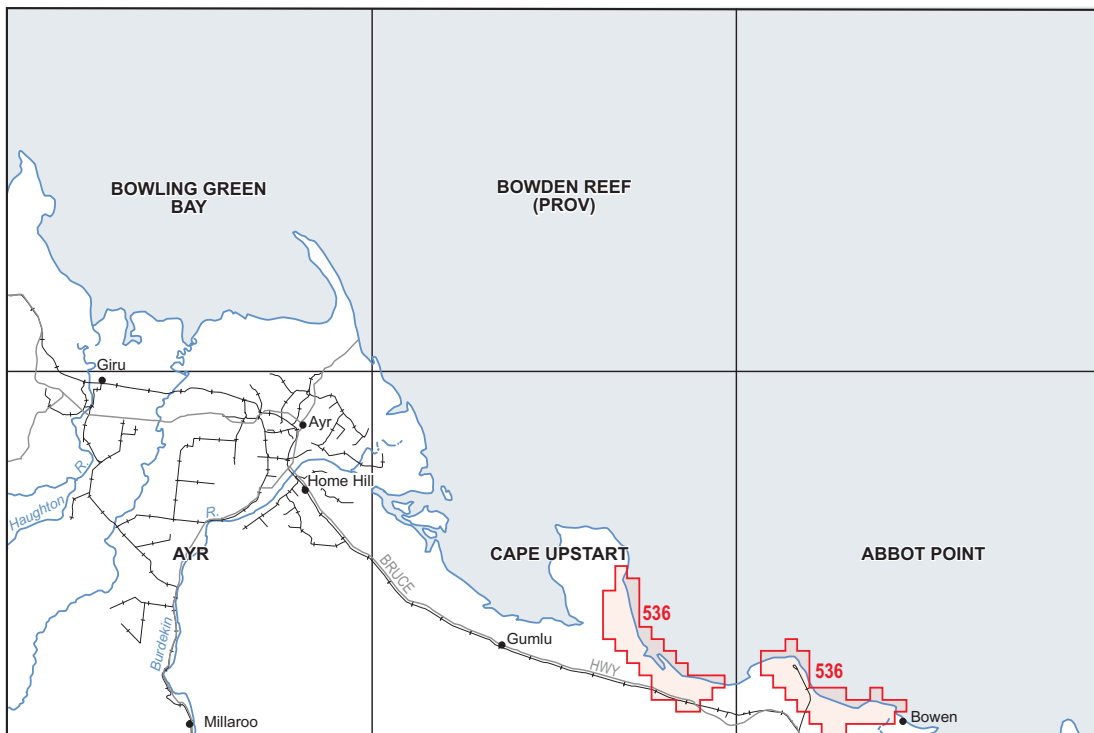 BOWLING GREEN
BAY
BOWDEN REEF
(PROV)
Giru
Ayr
R.
Haughton
Home Hill
R.
AYR
BRUCE
CAPE UPSTART
ABBOT POINT
536
Burdekin
Gumlu
HWY
536
Millaroo
Bowen